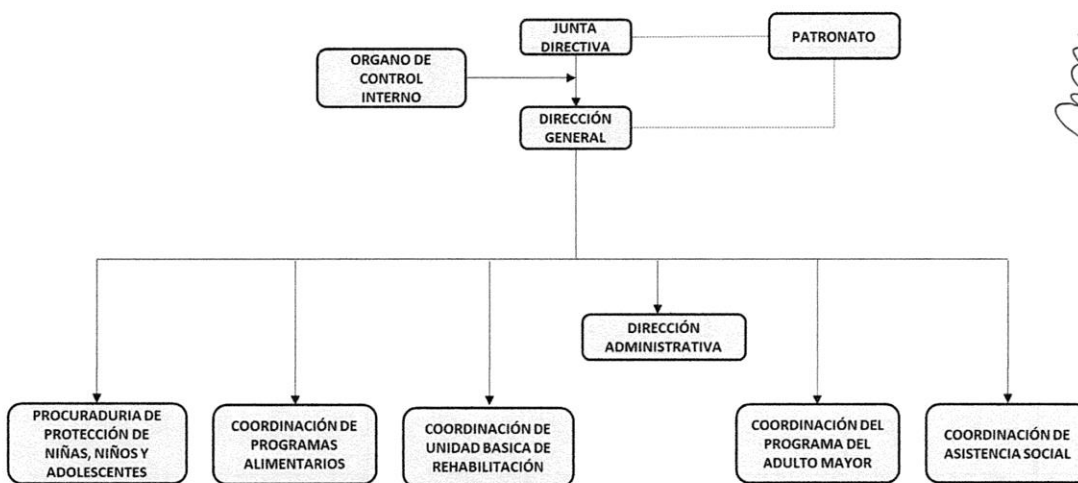 JUNTA
DIRECTIVA
PATRONATO
ORGANO DE
CONTROL
INTERNO
DIRECCIÓN
GENERAL
DIRECCIÓN
ADMINISTRATIVA
PROCURADURIA DE
PROTECCIÓN DE
NIÑAS, NIÑOS Y
ADOLESCENTES
COORDINACIÓN DE
PROGRAMAS
ALIMENTARIOS
COORDINACIÓN DE
UNIDAD BASICA DE
REHABILITACIÓN
COORDINACIÓN DEL
PROGRAMA DEL
ADULTO MAYOR
COORDINACIÓN DE
ASISTENCIA SOCIAL